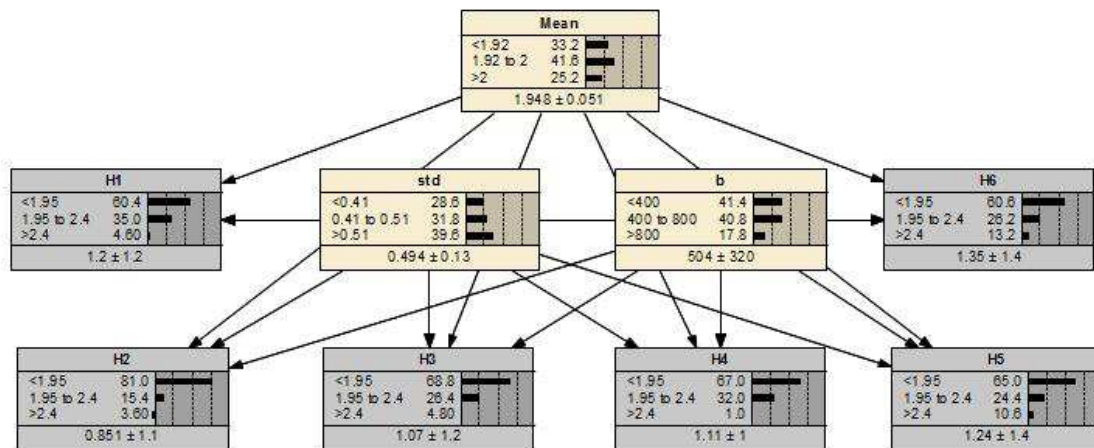 Mean
<1.92 33.2
1.92 to 2 41.6
>2 25.2
1.948 ± 0.051
H1
<1.95 60.4
1.95 to 2.4 35.0
>2.4 4.60
1.2 ± 1.2
std
<0.41 28.6
0.41 to 0.51 31.8
>0.51 39.6
0.494 ± 0.13
b
<400 41.4
400 to 800 40.8
>800 17.8
504 ± 320
H6
<1.95 60.6
1.95 to 2.4 26.2
>2.4 13.2
1.35 ± 1.4
H2
<1.95 81.0
1.95 to 2.4 15.4
>2.4 3.60
0.851 ± 1.1
H3
<1.95 68.8
1.95 to 2.4 26.4
>2.4 4.80
1.07 ± 1.2
H4
<1.95 67.0
1.95 to 2.4 32.0
>2.4 1.0
1.11 ± 1
H5
<1.95 65.0
1.95 to 2.4 24.4
>2.4 10.6
1.24 ± 1.4